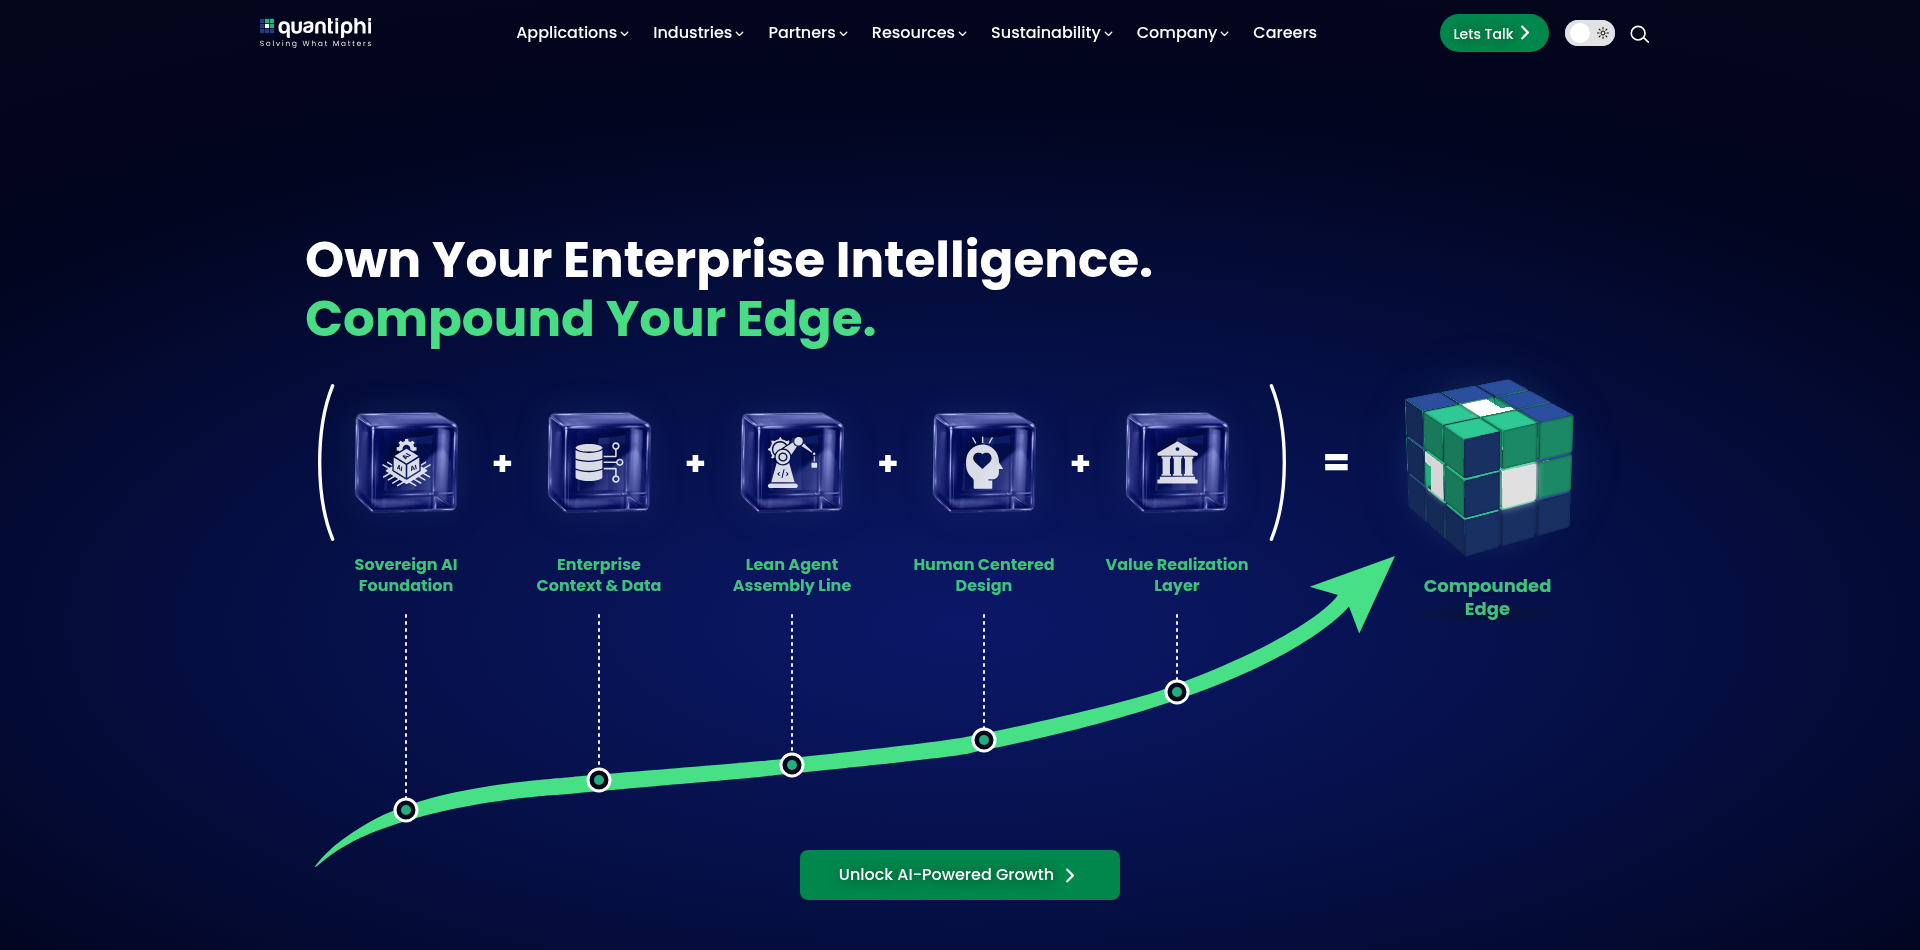 quantiphi
Solving What Matters
Applications
Industries
Partners
Resources
Sustainability
Company
Careers
Lets Talk
Own Your Enterprise Intelligence.
Compound Your Edge.
AI
AI
+
+
+
+
=
Sovereign AI
Foundation
Enterprise
Context & Data
Lean Agent
Assembly Line
Human Centered
Design
Value Realization
Layer
Compounded
Edge
Unlock AI-Powered Growth